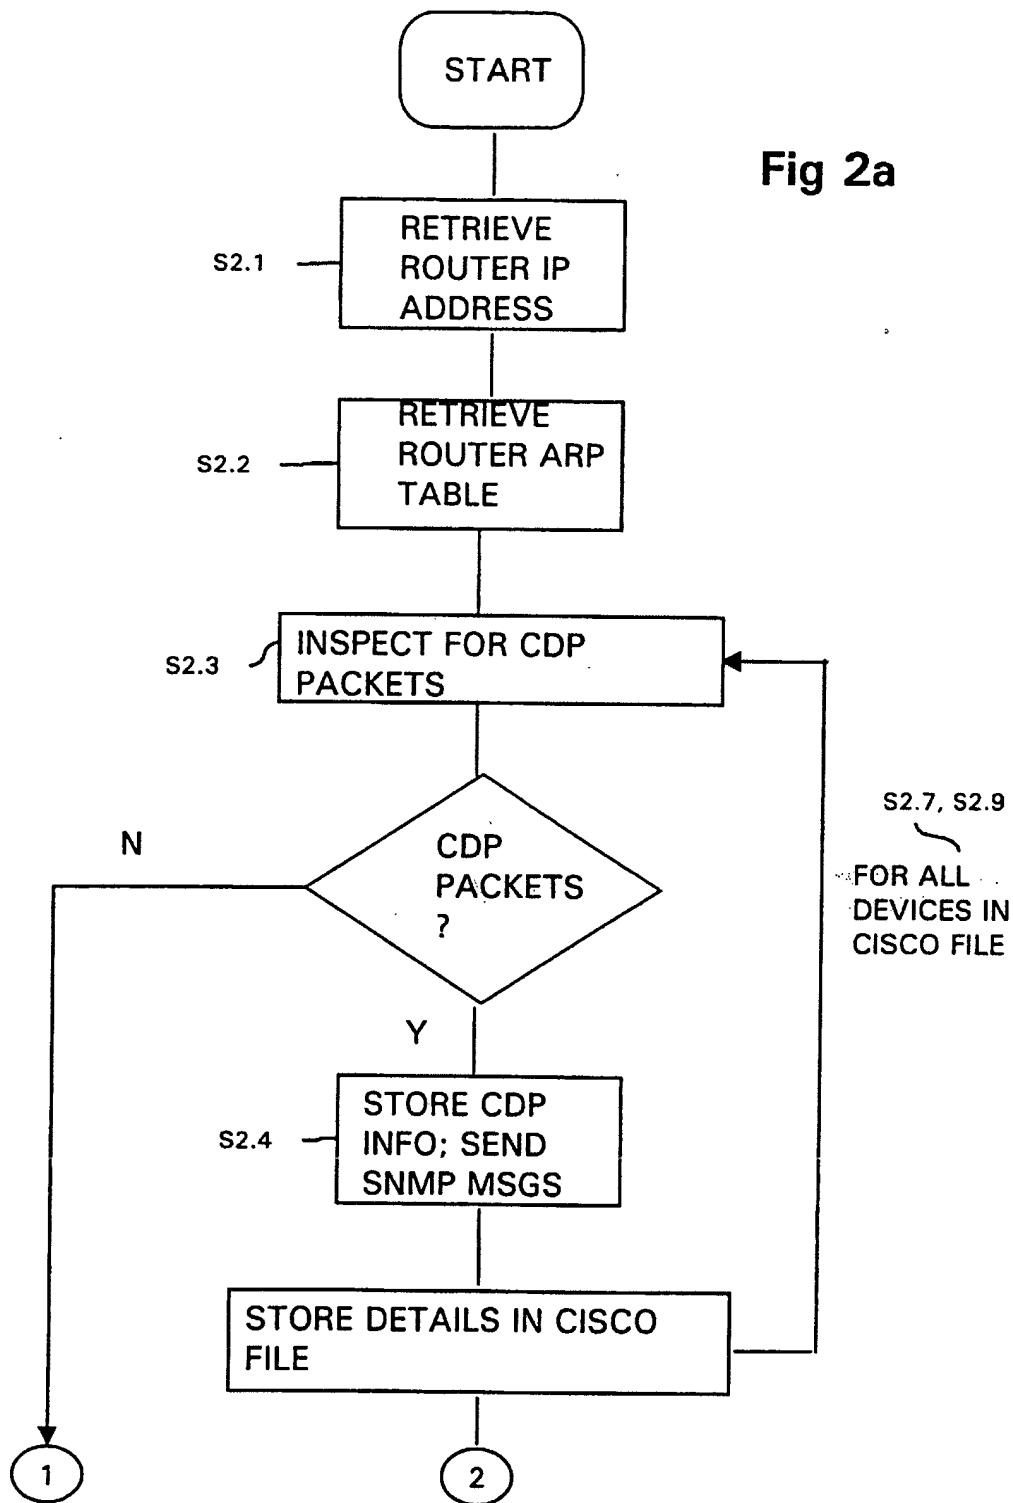 START
Fig 2a
S2.1
RETRIEVE
ROUTER IP
ADDRESS
S2.2
RETRIEVE
ROUTER ARP
TABLE
S2.3
INSPECT FOR CDP
PACKETS
S2.7, S2.9
FOR ALL
DEVICES IN
CISCO FILE
N
CDP
PACKETS
?
Y
S2.4
STORE CDP
INFO; SEND
SNMP MSGS
STORE DETAILS IN CISCO
FILE
1
2